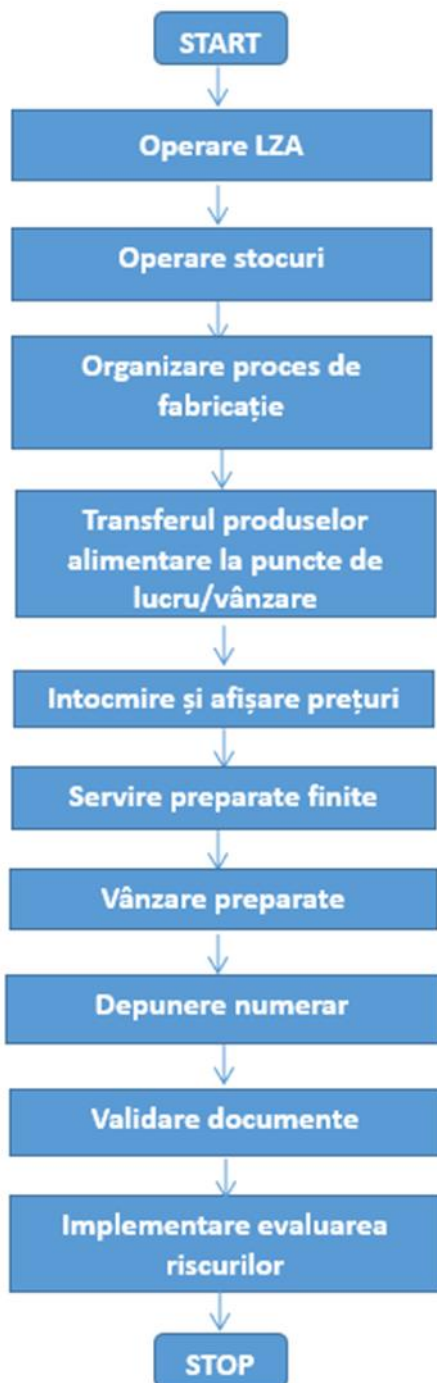 START
Operare LZA
Operare stocuri
Organizare proces de
fabricație
Transferul produselor
alimentare la puncte de
lucru/vânzare
Intocmire și afișare prețuri
Servire preparate finite
Vânzare preparate
Depunere numerar
Validare documente
Implementare evaluarea
riscurilor
STOP